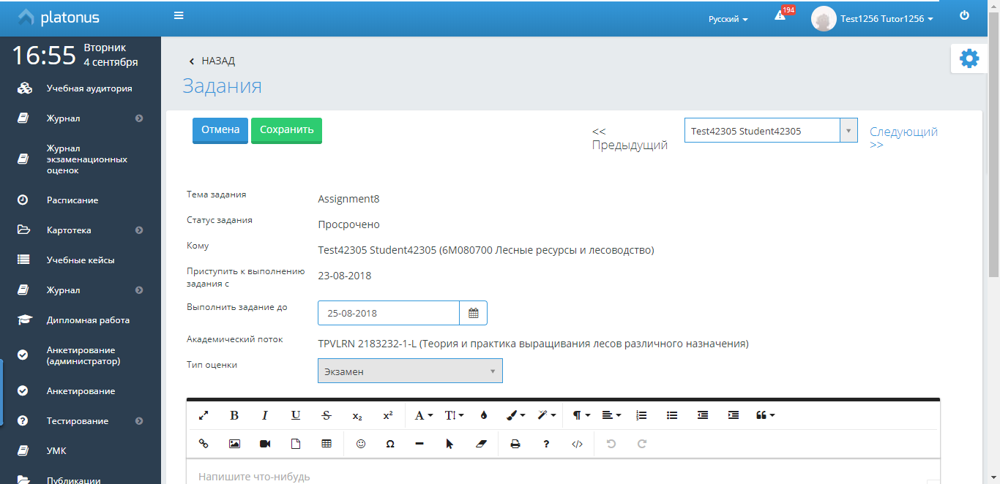 platonus
Русский
194
Test1256 Tutor1256
16:55
Вторник
4 сентября
Учебная аудитория
Журнал
Журнал
экзаменационных
оценок
Расписание
Картотека
Учебные кейсы
Журнал
Дипломная работа
Анкетирование
(администратор)
Анкетирование
Тестирование
УМК
Публикации
НАЗАД
Задания
Отмена
Сохранить
<<
Предыдущий
Test42305 Student42305
Следующий
>>
Тема задания
Assignment8
Статус задания
Просрочено
Кому
Test42305 Student42305 (6M080700 Лесные ресурсы и лесоводство)
Приступить к выполнению
задания с
23-08-2018
Выполнить задание до
25-08-2018
Академический поток
TPVLRN 2183232-1-L (Теория и практика выращивания лесов различного назначения)
Тип оценки
Экзамен
Напишите что-нибудь